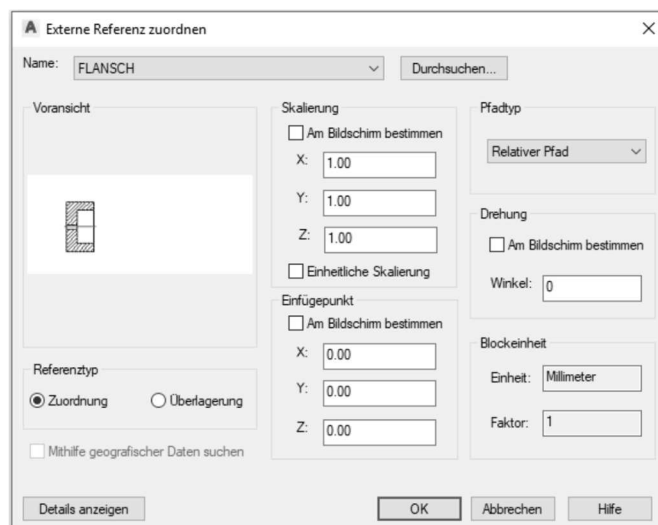 Externe Referenz zuordnen
Name: FLANSCH Durchsuchen...
Voransicht
Referenztyp
Zuordnung Überlagerung
Mithilfe geografischer Daten suchen
Skalierung
Am Bildschirm bestimmen
X: 1.00
Y: 1.00
Z: 1.00
Einheitliche Skalierung
Einfügepunkt
Am Bildschirm bestimmen
X: 0.00
Y: 0.00
Z: 0.00
Pfadtyp
Relativer Pfad
Drehung
Am Bildschirm bestimmen
Winkel: 0
Blockeinheit
Einheit: Millimeter
Faktor: 1
Details anzeigen OK Abbrechen Hilfe